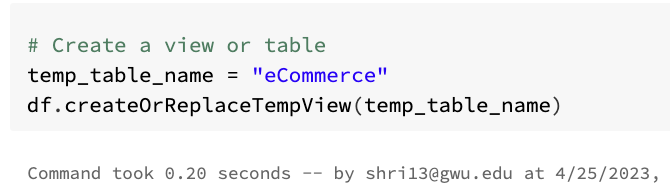 # Create a view or table
temp_table_name = "eCommerce"
df.createOrReplaceTempView(temp_table_name)
Command took 0.20 seconds -- by shri13@gwu.edu at 4/25/2023,